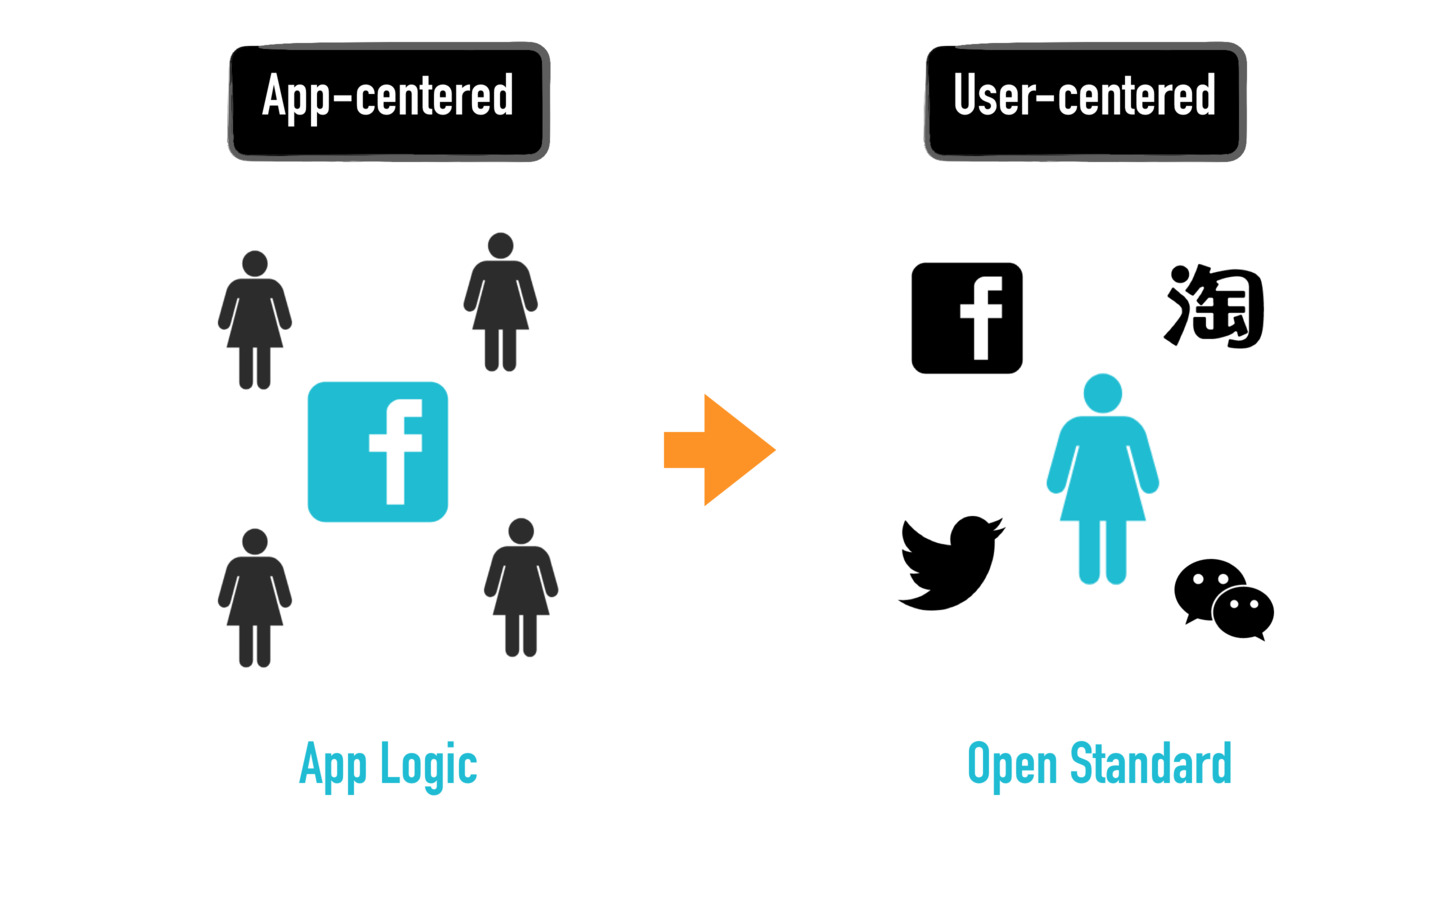 App-centered
User-centered
f
f
淘
App Logic
Open Standard